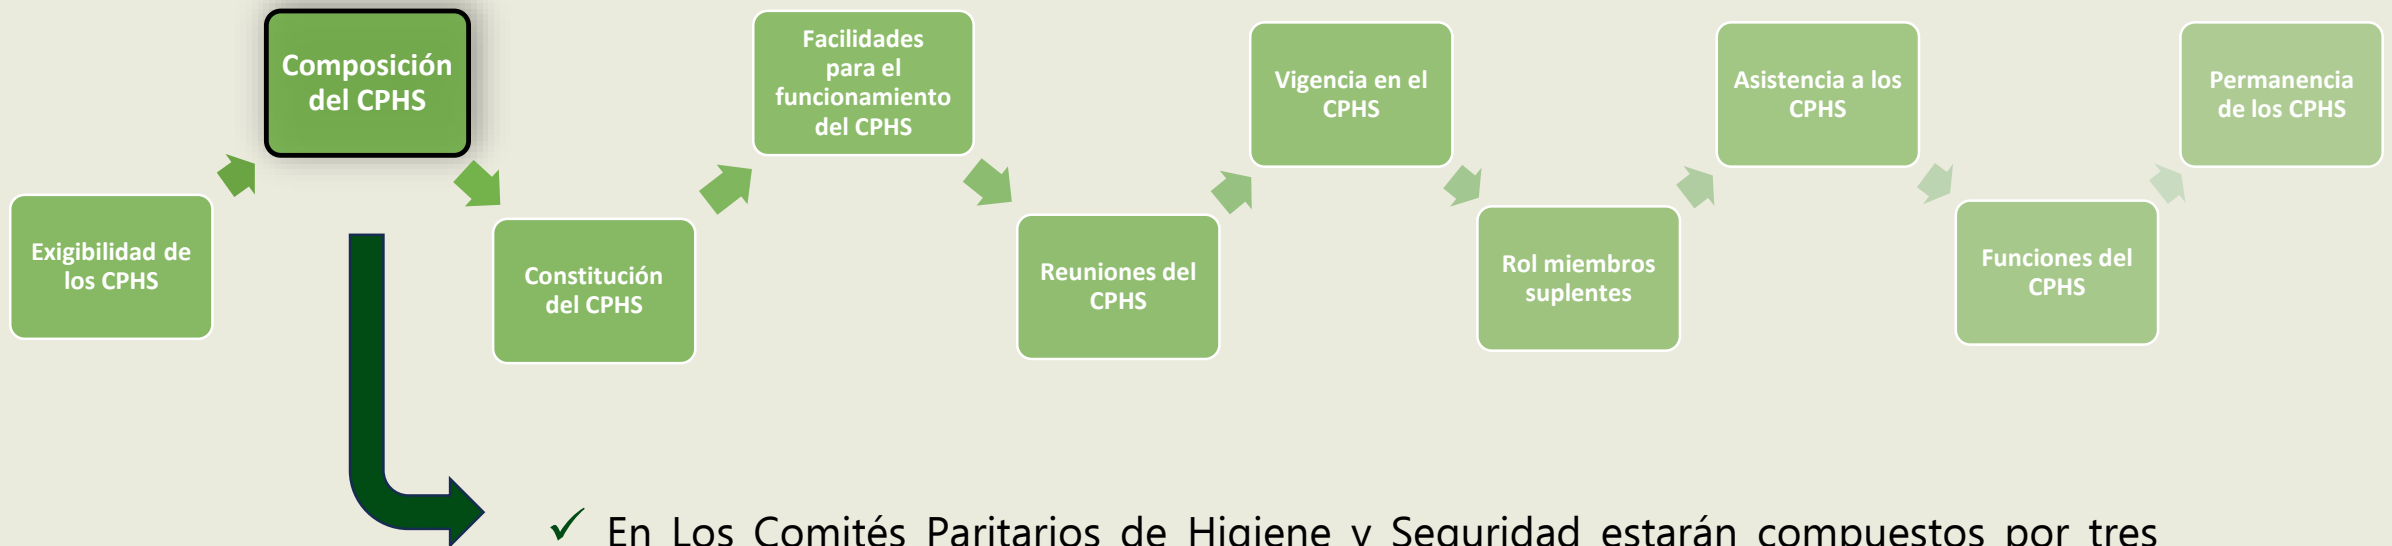 Exigibilidad de
los CPHS
Composición
del CPHS
Constitución
del CPHS
Facilidades
para el
funcionamiento
del CPHS
Reuniones del
CPHS
Vigencia en el
CPHS
Rol miembros
suplentes
Asistencia a los
CPHS
Funciones del
CPHS
Permanencia
de los CPHS
✓ En Los Comités Paritarios de Higiene y Seguridad estarán compuestos por tres